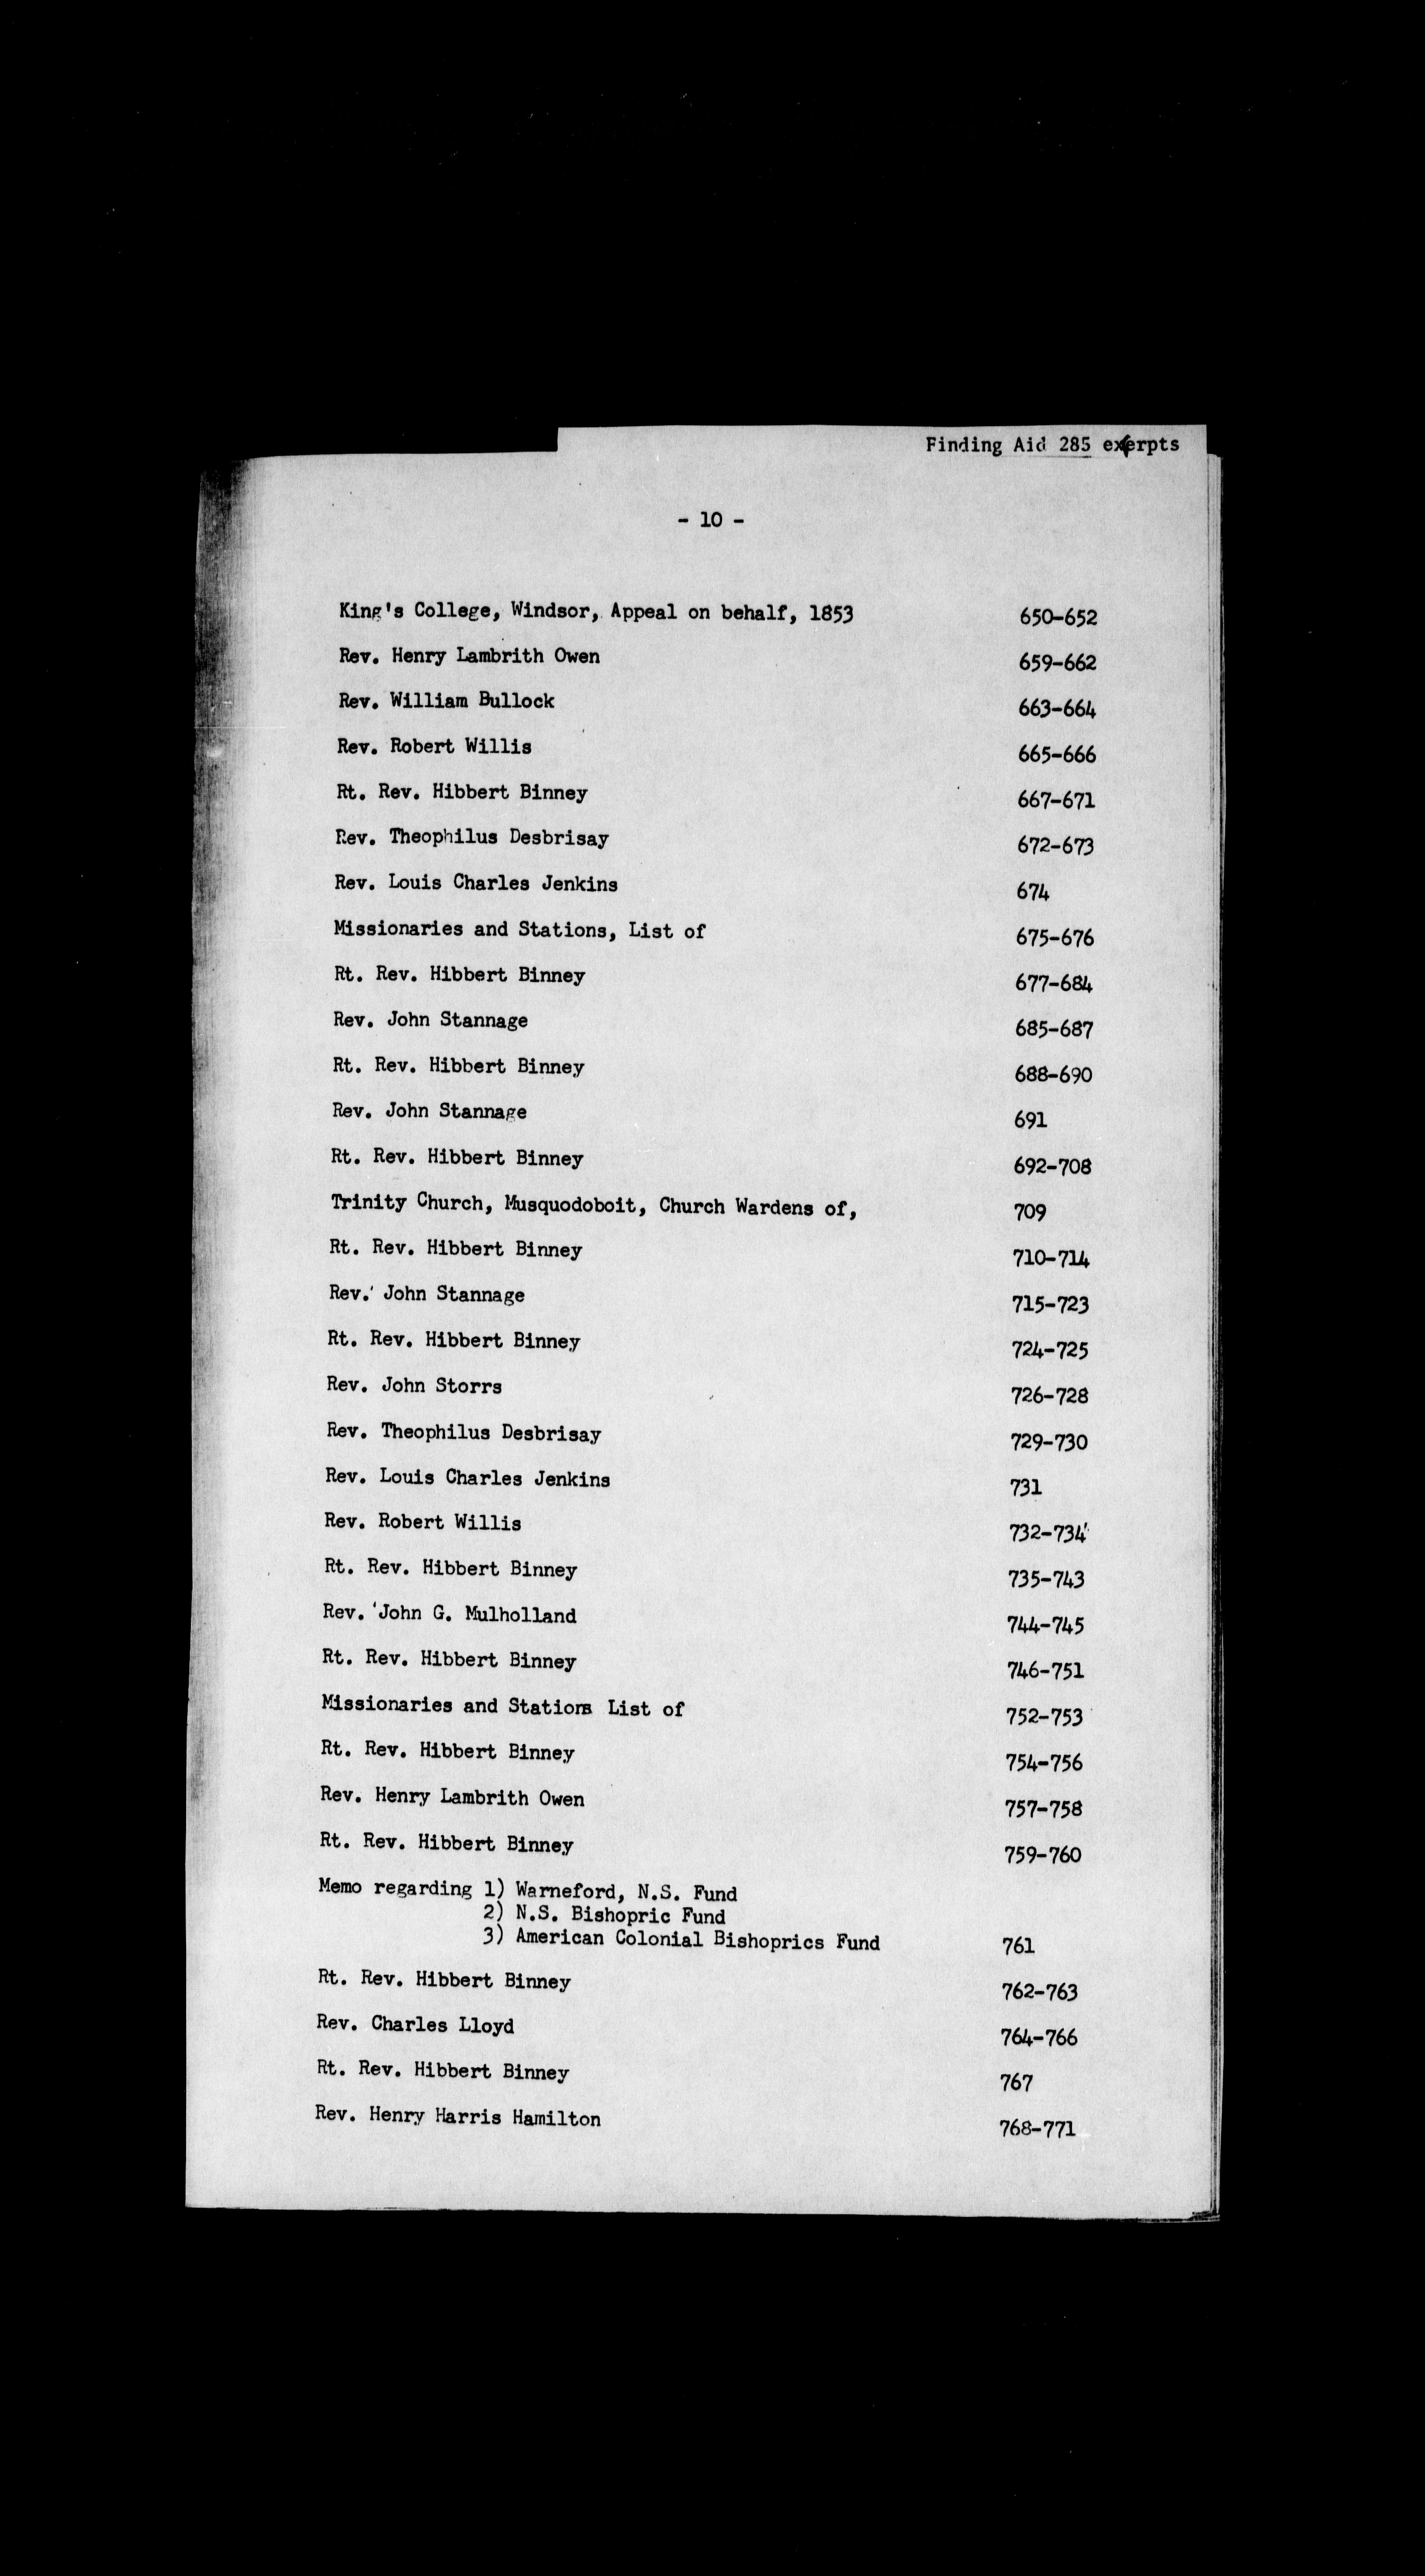 Finding Aid 285 exerpts
- 10 -
King's College, Windsor, Appeal on behalf, 1853 650-652
Rev. Henry Lambrith Owen 659-662
Rev. William Bullock 663-664
Rev. Robert Willis 665-666
Rt. Rev. Hibbert Binney 667-671
Rev. Theophilus Desbrisay 672-673
Rev. Louis Charles Jenkins 674
Missionaries and Stations, List of 675-676
Rt. Rev. Hibbert Binney 677-684
Rev. John Stannage 685-687
Rt. Rev. Hibbert Binney 688-690
Rev. John Stannage 691
Rt. Rev. Hibbert Binney 692-708
Trinity Church, Musquodoboit, Church Wardens of, 709
Rt. Rev. Hibbert Binney 710-714
Rev. John Stannage 715-723
Rt. Rev. Hibbert Binney 724-725
Rev. John Storrs 726-728
Rev. Theophilus Desbrisay 729-730
Rev. Louis Charles Jenkins 731
Rev. Robert Willis 732-734
Rt. Rev. Hibbert Binney 735-743
Rev. John G. Mulholland 744-745
Rt. Rev. Hibbert Binney 746-751
Missionaries and Stations List of 752-753
Rt. Rev. Hibbert Binney 754-756
Rev. Henry Lambrith Owen 757-758
Rt. Rev. Hibbert Binney 759-760
Memo regarding 1) Warneford, N.S. Fund
2) N.S. Bishopric Fund
3) American Colonial Bishoprics Fund 761
Rt. Rev. Hibbert Binney 762-763
Rev. Charles Lloyd 764-766
Rt. Rev. Hibbert Binney 767
Rev. Henry Harris Hamilton 768-771